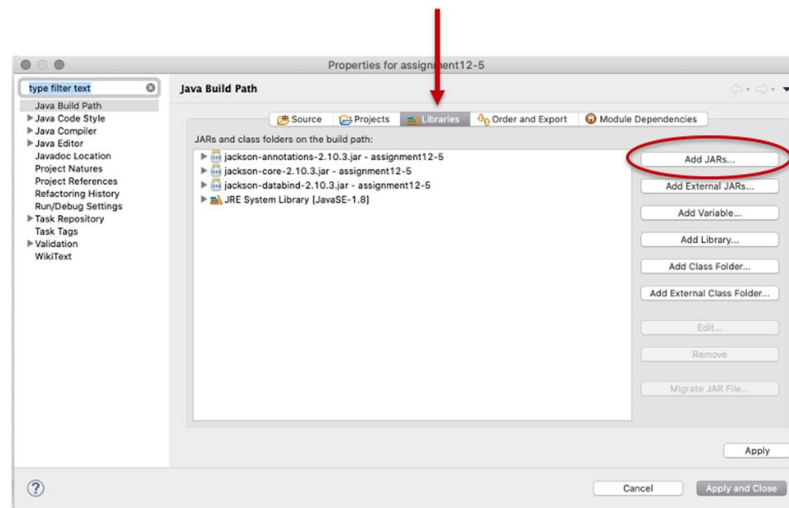 Properties for assignment12-5
type filter text
Java Build Path
Java Code Style
Java Compiler
Java Editor
Javadoc Location
Project Natures
Project References
Refactoring History
Run/Debug Settings
Task Repository
Task Tags
Validation
WikiText
Java Build Path
Source Projects Libraries Order and Export Module Dependencies
JARs and class folders on the build path:
jackson-annotations-2.10.3.jar - assignment12-5
jackson-core-2.10.3.jar - assignment12-5
jackson-databind-2.10.3.jar - assignment12-5
JRE System Library [JavaSE-1.8]
Add JARs...
Add External JARs...
Add Variable...
Add Library...
Add Class Folder...
Add External Class Folder...
Edit...
Remove
Migrate JAR File...
Apply
?
Cancel Apply and Close